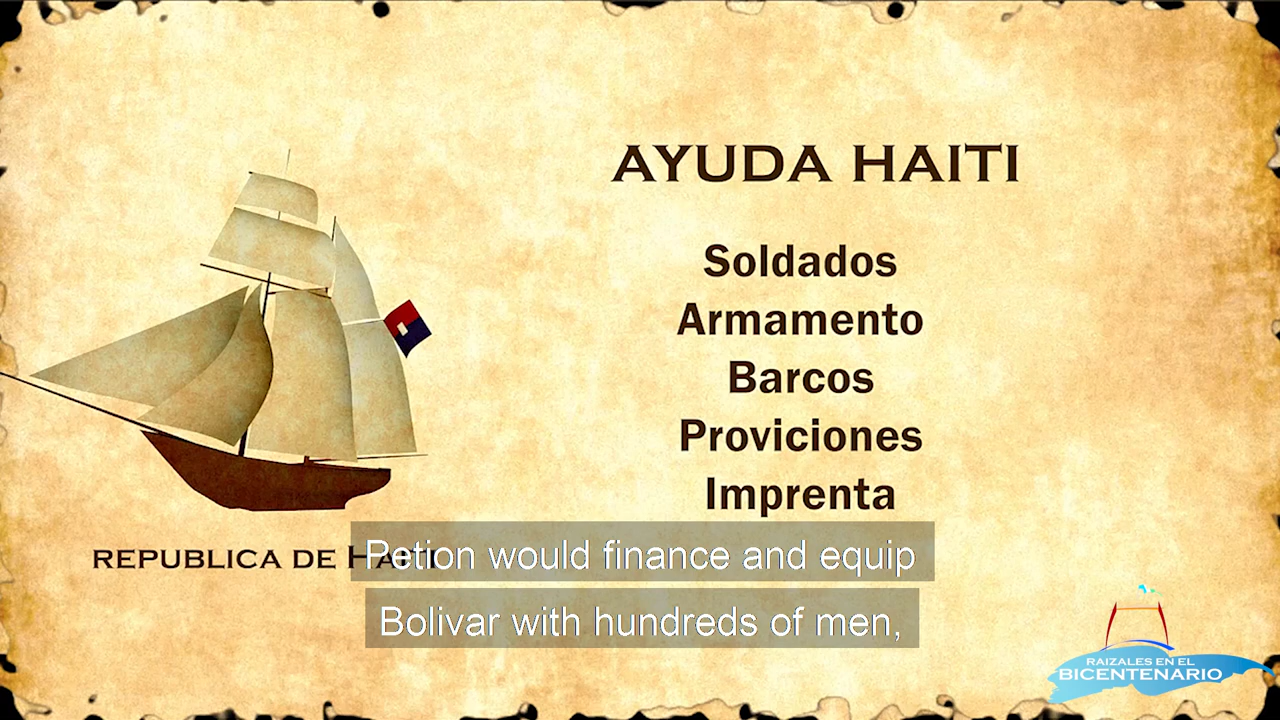 AYUDA HAITI
Soldados
Armamento
Barcos
Proviciones
Imprenta
REPUBLICA DE HAITI
Petion would finance and equip
Bolivar with hundreds of men,
RAIZALES EN EL
BICENTENARIO